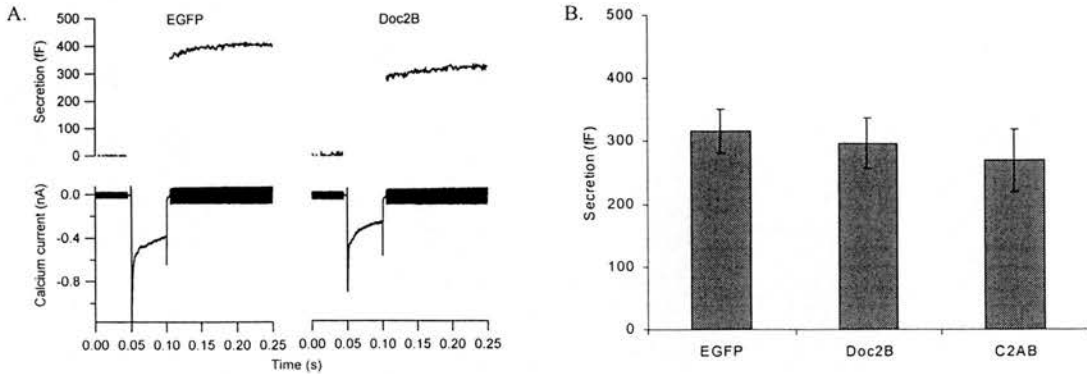 A.
EGFP
Doc2B
Secretion (fF)
500
400
300
200
100
0
Calcium current (nA)
0.0
-0.4
-0.8
0.00 0.05 0.10 0.15 0.20 0.25
0.00 0.05 0.10 0.15 0.20 0.25
Time (s)
B.
Secretion (fF)
500
400
300
200
100
0
EGFP
Doc2B
C2AB